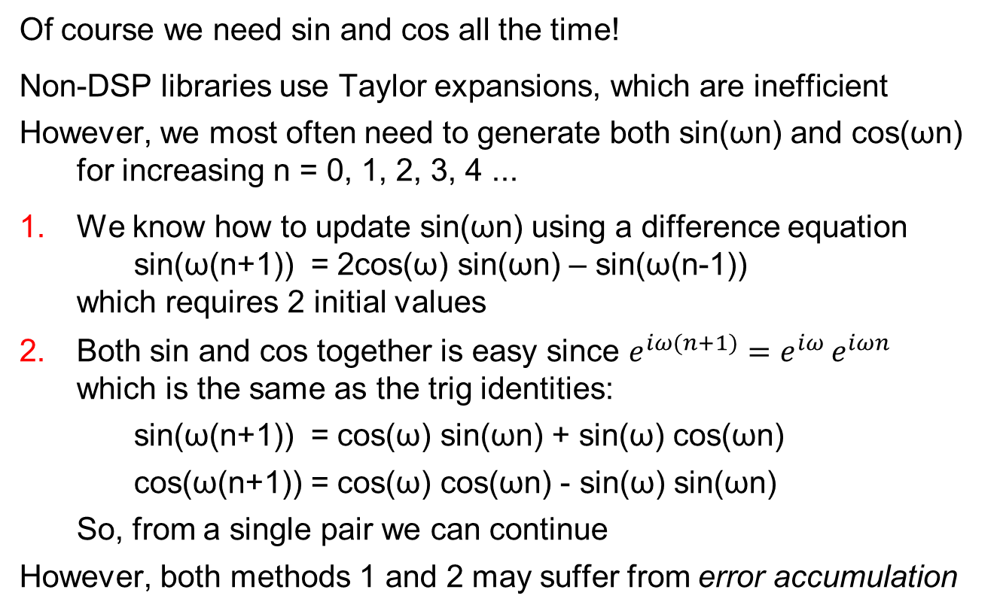 Of course we need sin and cos all the time!
Non-DSP libraries use Taylor expansions, which are inefficient
However, we most often need to generate both sin(ωn) and cos(ωn)
for increasing n = 0, 1, 2, 3, 4 ...
1. We know how to update sin(ωn) using a difference equation
sin(ω(n+1)) = 2cos(ω) sin(ωn) – sin(ω(n-1))
which requires 2 initial values
2. Both sin and cos together is easy since $e^{i\omega(n+1)} = e^{i\omega} e^{i\omega n}$
which is the same as the trig identities:
sin(ω(n+1)) = cos(ω) sin(ωn) + sin(ω) cos(ωn)
cos(ω(n+1)) = cos(ω) cos(ωn) - sin(ω) sin(ωn)
So, from a single pair we can continue
However, both methods 1 and 2 may suffer from error accumulation